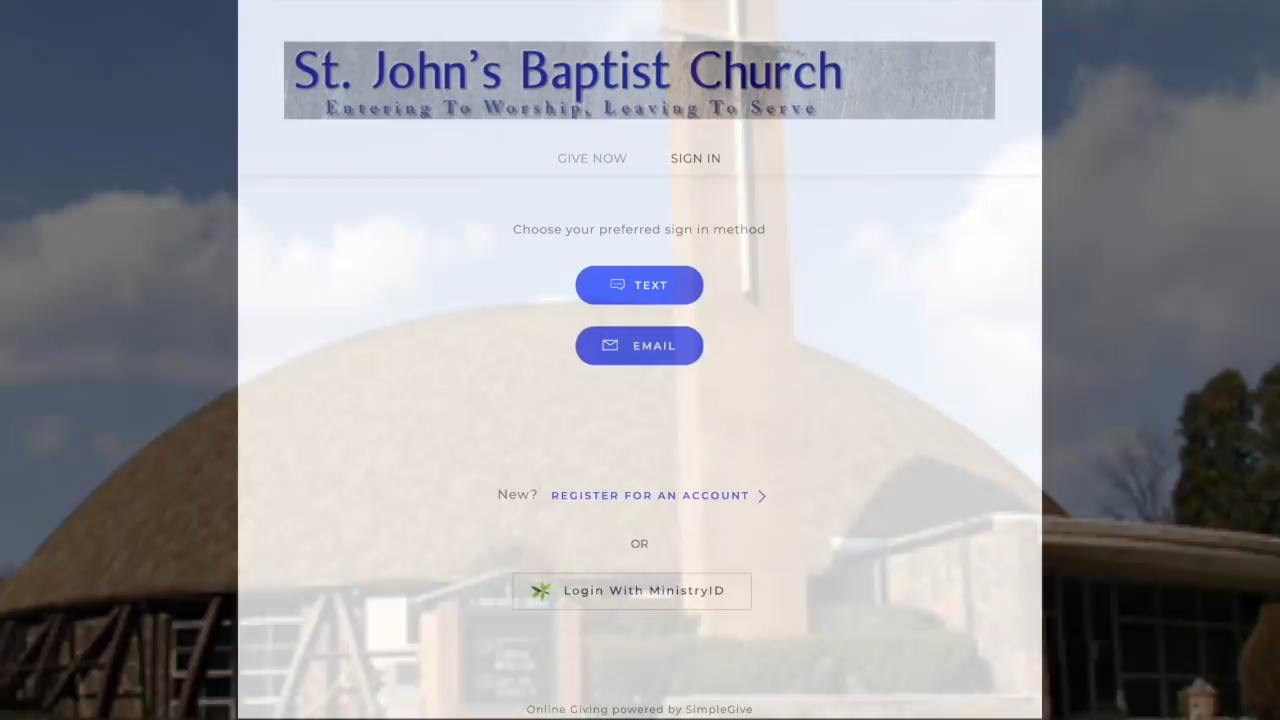 St. John's Baptist Church
Entering To Worship, Leaving To Serve
GIVE NOW
SIGN IN
Choose your preferred sign in method
TEXT
EMAIL
New? REGISTER FOR AN ACCOUNT
OR
Login With MinistryID
Online Giving powered by SimpleGive